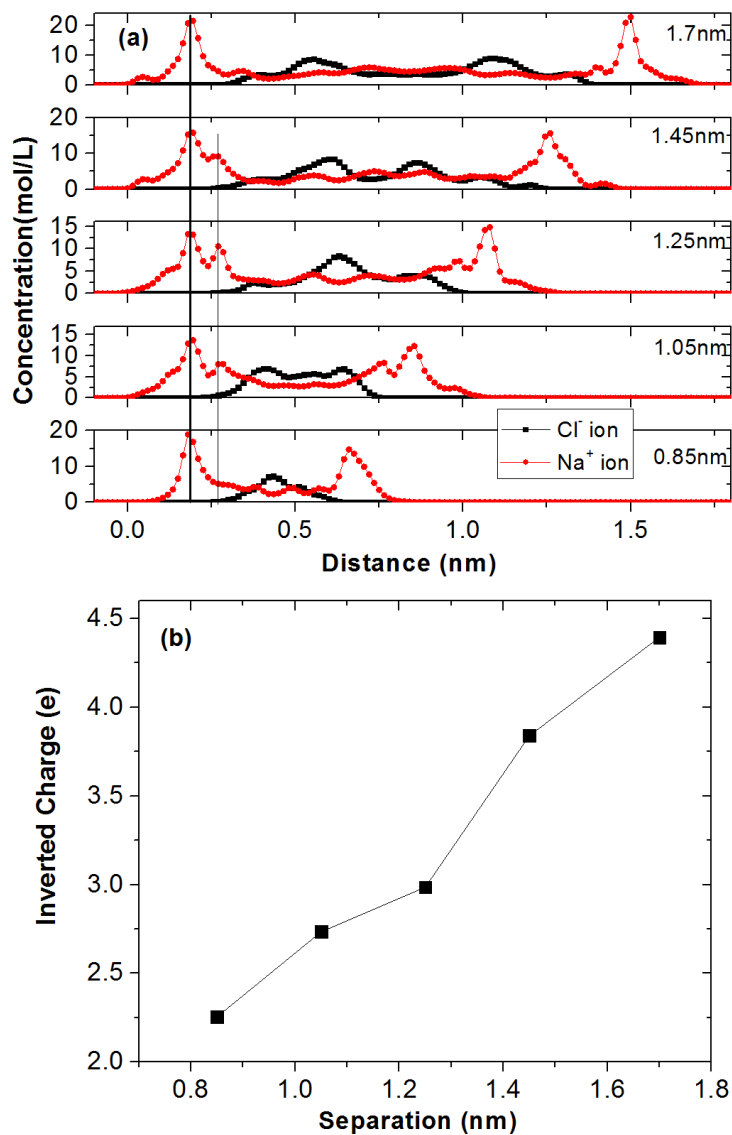 (a)
1.7nm
20
10
0
1.45nm
20
10
0
1.25nm
15
10
5
0
1.05nm
15
10
5
0
0.85nm
20
10
0
Concentration(mol/L)
Cl⁻ ion
Na⁺ ion
0.0 0.5 1.0 1.5
Distance (nm)
(b)
4.5
4.0
3.5
3.0
2.5
2.0
Inverted Charge (e)
0.8 1.0 1.2 1.4 1.6 1.8
Separation (nm)